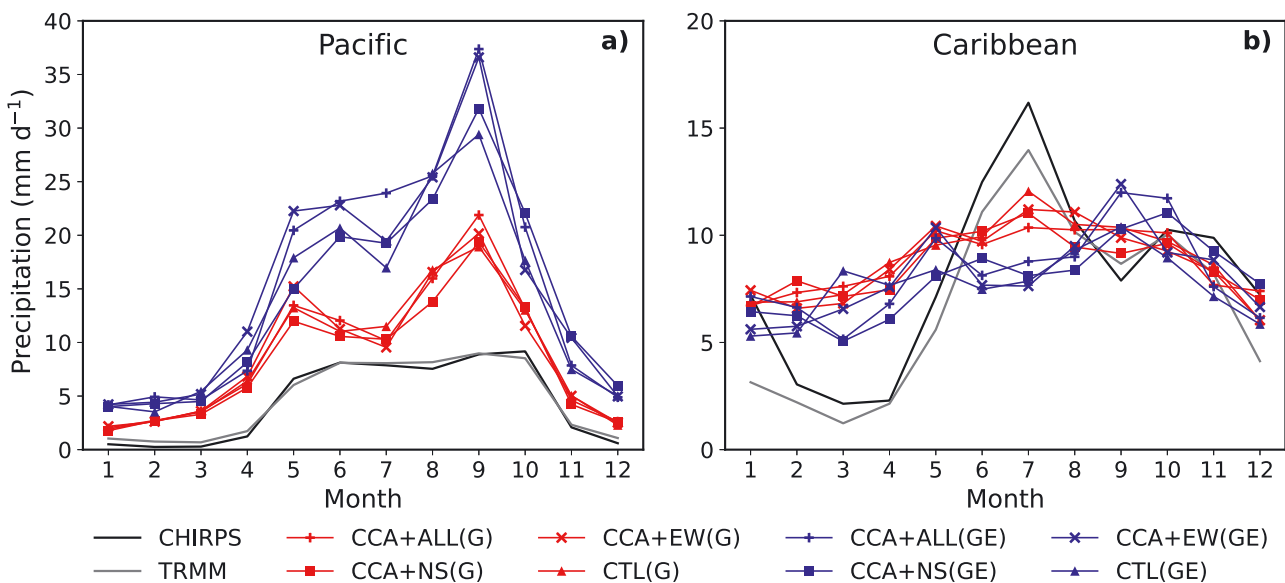 Pacific
a)
Precipitation (mm d⁻¹)
40
35
30
25
20
15
10
5
0
1 2 3 4 5 6 7 8 9 10 11 12
Month
Caribbean
b)
20
15
10
5
0
1 2 3 4 5 6 7 8 9 10 11 12
Month
CHIRPS
TRMM
CCA+ALL(G)
CCA+NS(G)
CCA+EW(G)
CTL(G)
CCA+ALL(GE)
CCA+NS(GE)
CCA+EW(GE)
CTL(GE)